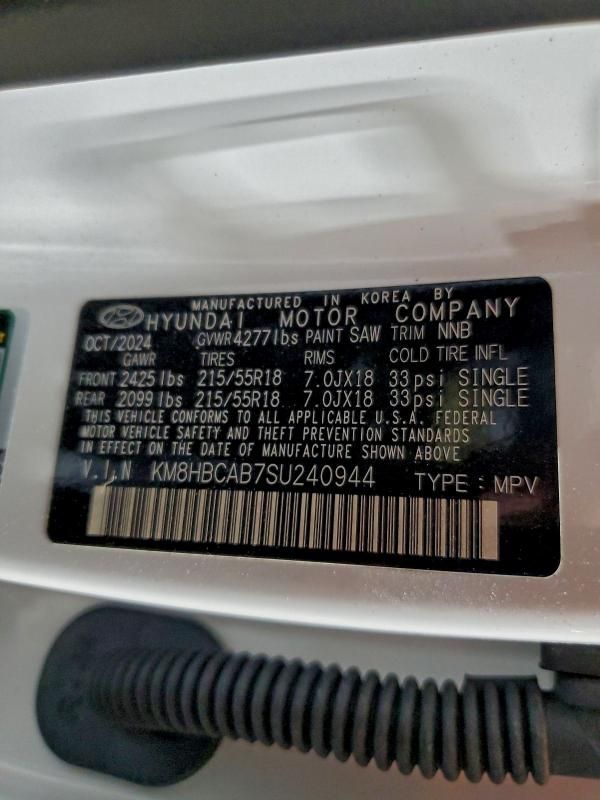 MANUFACTURED IN KOREA BY
HYUNDAI MOTOR COMPANY
OCT/2024 GVWR 4277lbs PAINT SAW TRIM NNB
GAWR TIRES RIMS COLD TIRE INFL
FRONT 2425lbs 215/55R18 7.0JX18 33psi SINGLE
REAR 2099lbs 215/55R18 7.0JX18 33psi SINGLE
THIS VEHICLE CONFORMS TO ALL APPLICABLE U.S.A. FEDERAL
MOTOR VEHICLE SAFETY AND THEFT PREVENTION STANDARDS
IN EFFECT ON THE DATE OF MANUFACTURE SHOWN ABOVE
V.I.N KM8HBCAB7SU240944 TYPE : MPV